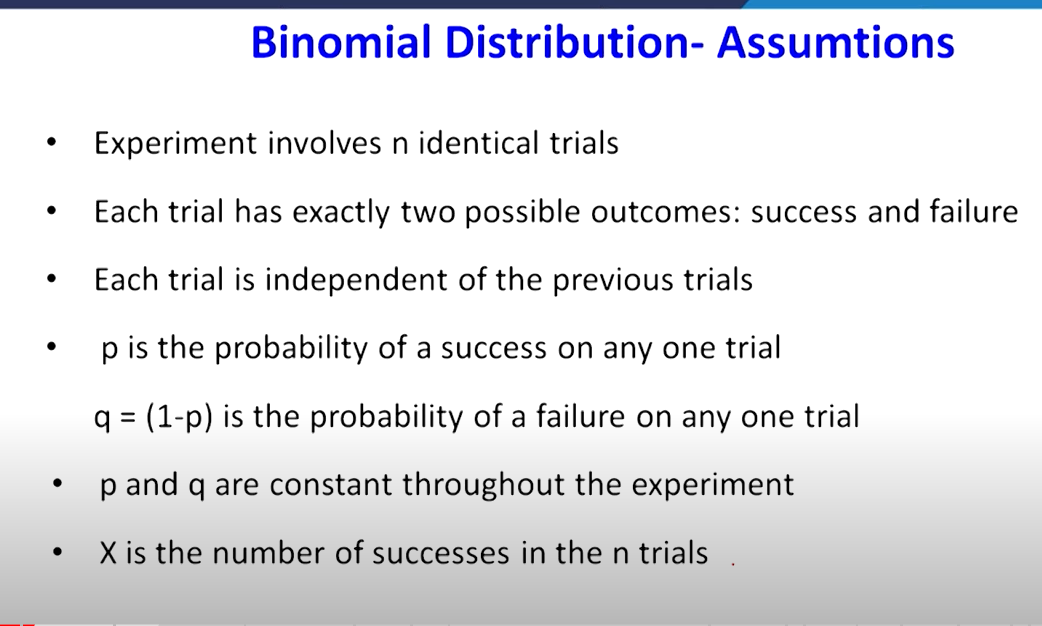 Binomial Distribution- Assumtions
• Experiment involves n identical trials
• Each trial has exactly two possible outcomes: success and failure
• Each trial is independent of the previous trials
• p is the probability of a success on any one trial
q = (1-p) is the probability of a failure on any one trial
• p and q are constant throughout the experiment
• X is the number of successes in the n trials